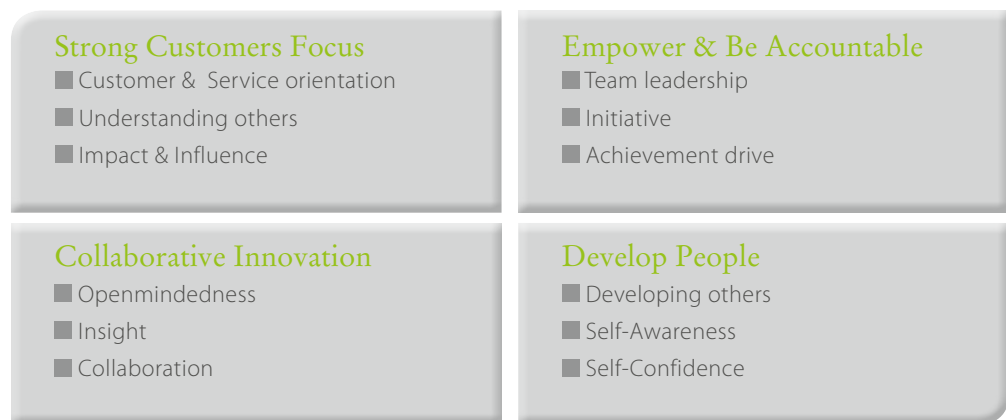 Strong Customers Focus
Customer & Service orientation
Understanding others
Impact & Influence
Empower & Be Accountable
Team leadership
Initiative
Achievement drive
Collaborative Innovation
Openmindedness
Insight
Collaboration
Develop People
Developing others
Self-Awareness
Self-Confidence